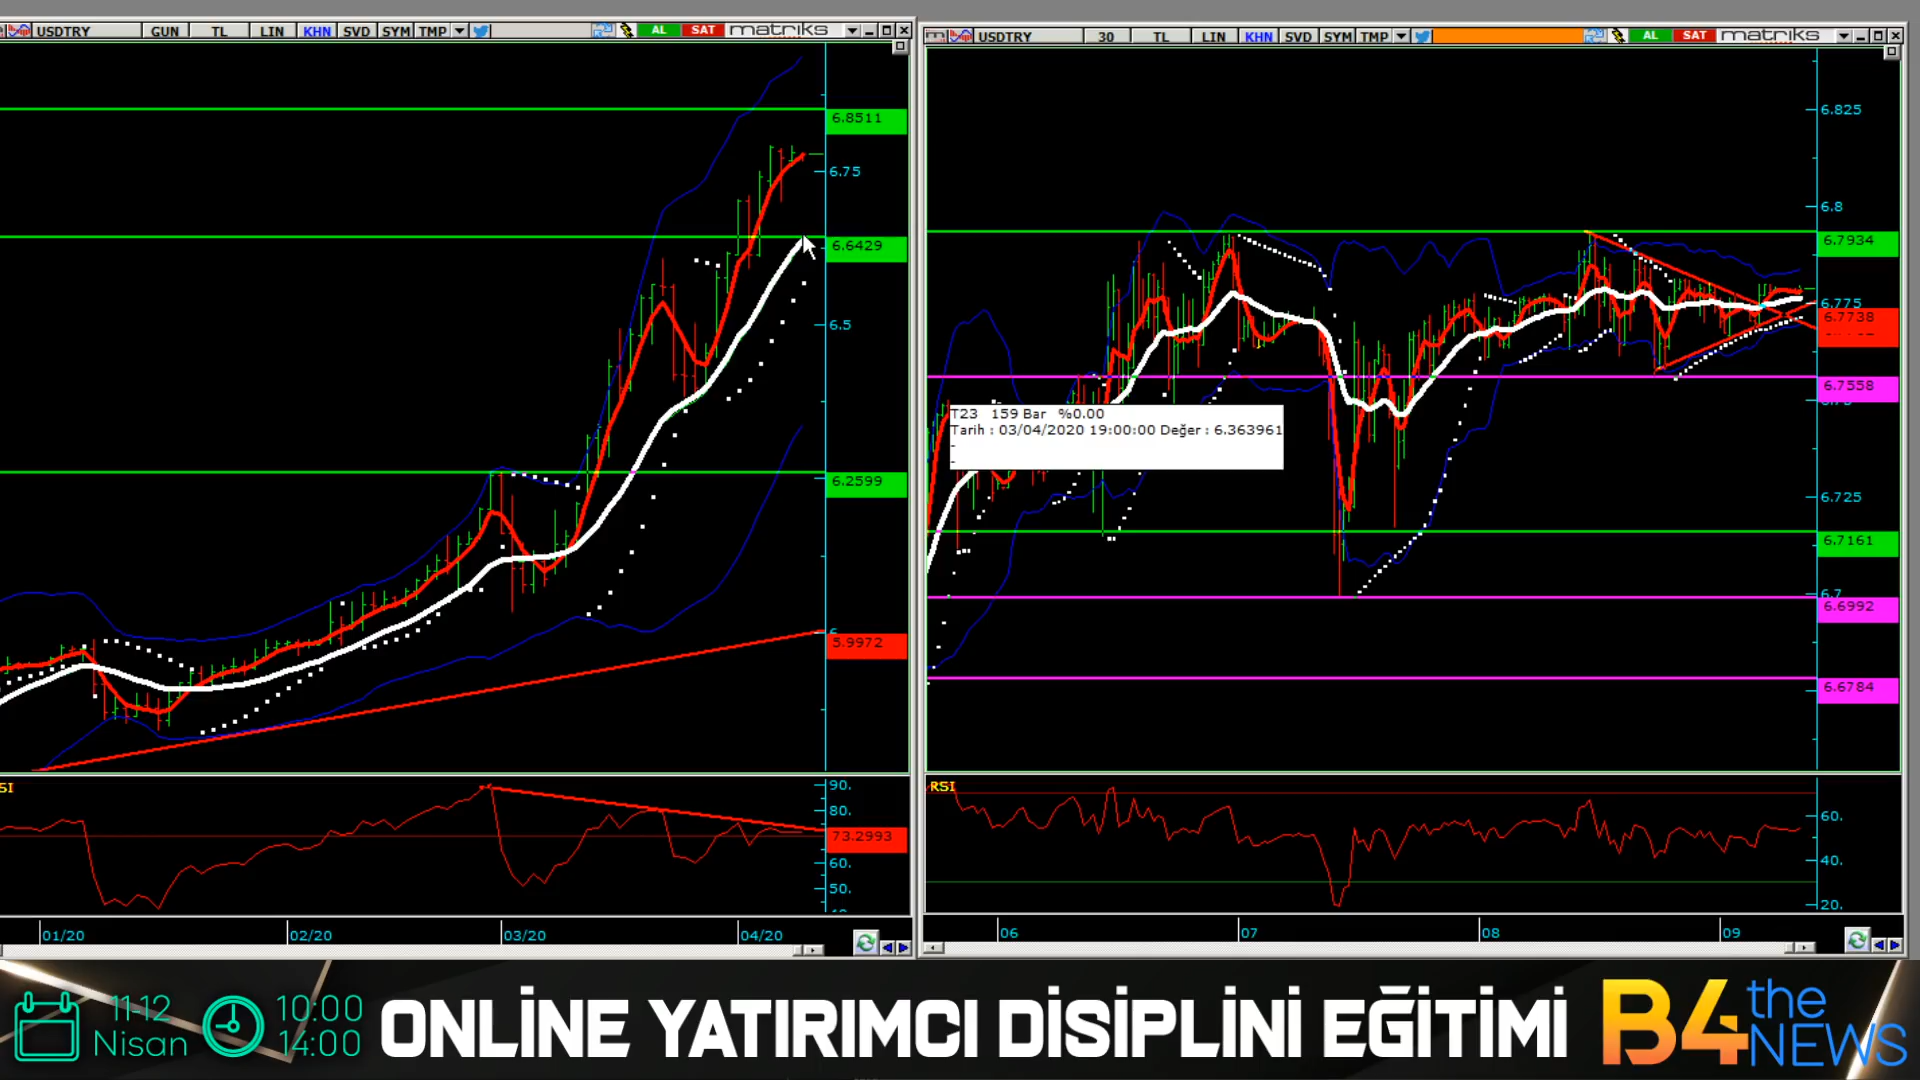 USDTRY GUN TL LIN KHN SVD SYM TMP AL SAT matriks
6.8511
6.75
6.6429
6.5
6.2599
5.9972
90.
80.
73.2993
60.
50.
01/20 02/20 03/20 04/20
USDTRY 30 TL LIN KHN SVD SYM TMP AL SAT matriks
6.825
6.8
6.7934
6.775
6.7738
6.7558
T23 159 Bar %0.00
Tarih : 03/04/2020 19:00:00 Değer : 6.363961
-
-
6.725
6.7161
6.7
6.6992
6.6784
RSI
60.
40.
20.
06 07 08 09
11-12
Nisan
10:00
14:00
ONLİNE YATIRIMCI DİSİPLİNİ EĞİTİMİ
B4
the
NEWS